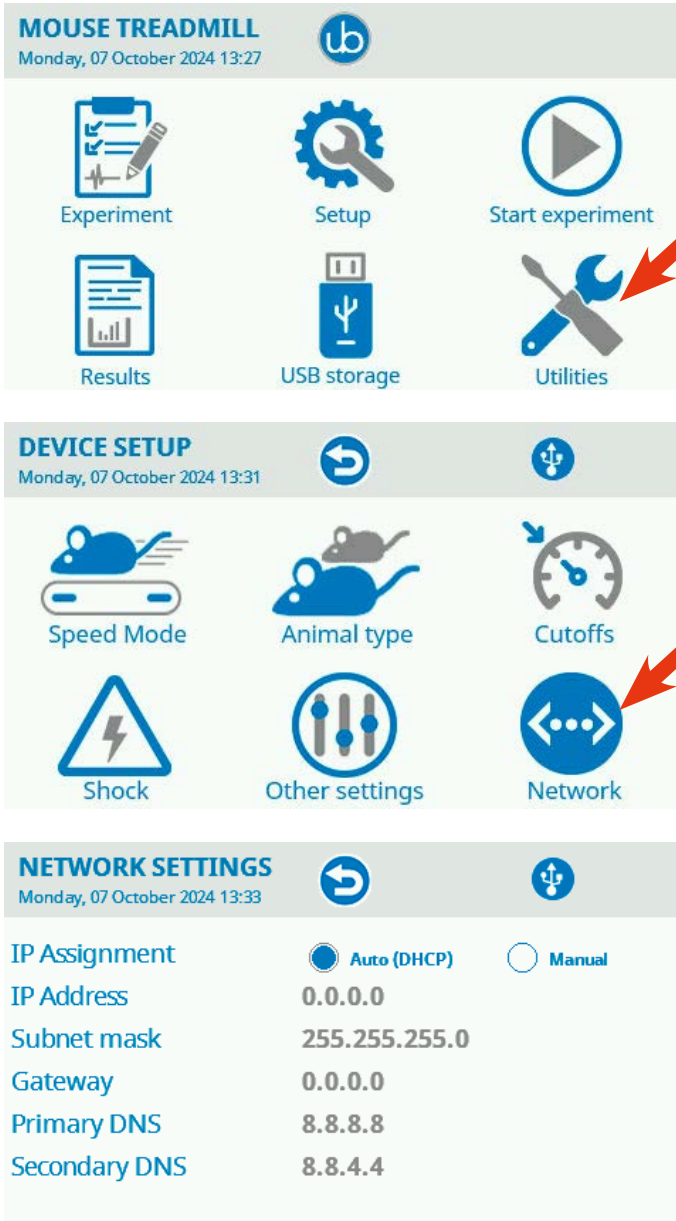 MOUSE TREADMILL
Monday, 07 October 2024 13:27
ub
Experiment
Setup
Start experiment
Results
USB storage
Utilities
DEVICE SETUP
Monday, 07 October 2024 13:31
Speed Mode
Animal type
Cutoffs
Shock
Other settings
Network
NETWORK SETTINGS
Monday, 07 October 2024 13:33
IP Assignment Auto (DHCP) Manual
IP Address 0.0.0.0
Subnet mask 255.255.255.0
Gateway 0.0.0.0
Primary DNS 8.8.8.8
Secondary DNS 8.8.4.4